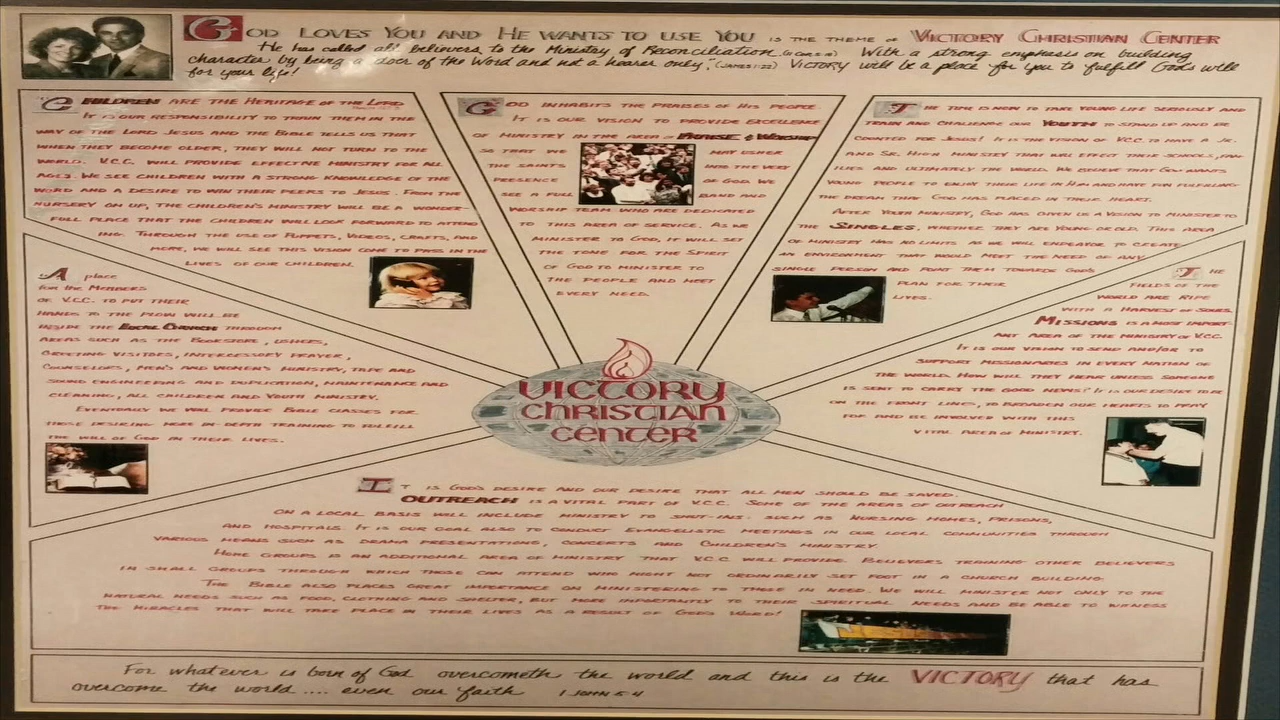 GOD LOVES YOU AND HE WANTS TO USE YOU IS THE THEME OF VICTORY CHRISTIAN CENTER
He has called all believers to the Ministry of Reconciliation. With a strong emphasis on building
character by being a doer of the Word and not a hearer only". (JAMES 1:22) VICTORY will be a place for you to fulfill God's will
for your life!
CHILDREN ARE THE HERITAGE OF THE LORD
IT IS OUR RESPONSIBILITY TO TRAIN THEM IN THE
WAY OF THE LORD JESUS AND THE BIBLE TELLS US THAT
WHEN THEY BECOME OLDER, THEY WILL NOT TURN TO THE
WORLD. V.C.C. WILL PROVIDE EFFECTIVE MINISTRY FOR ALL
AGES. WE SEE CHILDREN WITH A STRONG KNOWLEDGE OF THE
WORD AND A DESIRE TO WIN THEIR PEERS TO JESUS. FROM THE
NURSERY ON UP, THE CHILDREN'S MINISTRY WILL BE A WONDER-
FULL PLACE THAT THE CHILDREN WILL LOOK FORWARD TO ATTEND
ING. THROUGH THE USE OF PUPPETS, VIDEOS, CRAFTS, AND
MORE, WE WILL SEE THIS VISION COME TO PASS IN THE
LIVES OF OUR CHILDREN.
GOD INHABITS THE PRAISES OF HIS PEOPLE.
IT IS OUR VISION TO PROVIDE EXCELLENCE
OF MINISTRY IN THE AREA OF PRAISE & WORSHIP
SO THAT WE MAY USHER
THE SAINTS INTO THE VERY
PRESENCE OF GOD. WE
SEE A FULL BAND AND
WORSHIP TEAM WHO ARE DEDICATED
TO THIS AREA OF SERVICE. AS WE
MINISTER TO GOD, IT WILL SET
THE TONE FOR THE SPIRIT
OF GOD TO MINISTER TO
THE PEOPLE AND MEET
EVERY NEED.
THE TIME IS NOW TO TAKE YOUNG LIFE SERIOUSLY AND
TRAIN AND CHALLENGE OUR YOUTH TO STAND UP AND BE
COUNTED FOR JESUS! IT IS THE VISION OF V.C.C. TO HAVE A JR.
AND SR. HIGH MINISTRY THAT WILL EFFECT THEIR SCHOOLS, FAM-
ILIES AND ULTIMATELY THE WORLD. WE BELIEVE THAT GOD WANTS
YOUNG PEOPLE TO ENJOY THEIR LIFE IN HIM AND HAVE FUN FULFILLING
THE DREAM THAT GOD HAS PLACED IN THEIR HEART.
AFTER YOUTH MINISTRY, GOD HAS GIVEN US A VISION TO MINISTER TO
THE SINGLES, WHETHER THEY ARE YOUNG OR OLD. THIS AREA
OF MINISTRY HAS NO LIMITS AS WE WILL ENDEAVOR TO CREATE
AN ENVIRONMENT THAT WOULD MEET THE NEED OF ANY
SINGLE PERSON AND POINT THEM TOWARDS GOD'S
PLAN FOR THEIR
LIVES.
A place
for the Members
OF V.C.C. TO PUT THEIR
HANDS TO THE PLOW WILL BE
INSIDE THE LOCAL CHURCH THROUGH
AREAS SUCH AS THE BOOKSTORE, USHERS,
GREETING VISITORS, INTERCESSORY PRAYER,
COUNSELORS, MEN'S AND WOMEN'S MINISTRY, TAPE AND
SOUND ENGINEERING AND DUPLICATION, MAINTENANCE AND
CLEANING, ALL CHILDREN AND YOUTH MINISTRY.
EVENTUALLY WE WILL PROVIDE BIBLE CLASSES FOR
THOSE DESIRING MORE IN-DEPTH TRAINING TO FULFILL
THE WILL OF GOD IN THEIR LIVES.
THE
FIELDS OF THE
WORLD ARE RIPE
WITH A HARVEST OF SOULS.
MISSIONS IS A MOST IMPORT-
ANT AREA OF THE MINISTRY OF V.C.C.
IT IS OUR VISION TO SEND AND/OR TO
SUPPORT MISSIONARIES IN EVERY NATION OF
THE WORLD. HOW WILL THEY HEAR UNLESS SOMEONE
IS SENT TO CARRY THE GOOD NEWS? IT IS OUR DESIRE TO BE
ON THE FRONT LINES, TO BROADEN OUR HEARTS TO PRAY
FOR AND BE INVOLVED WITH THIS
VITAL AREA OF MINISTRY.
VICTORY
CHRISTIAN
CENTER
IT IS GOD'S DESIRE AND OUR DESIRE THAT ALL MEN SHOULD BE SAVED.
OUTREACH IS A VITAL PART OF V.C.C. SOME OF THE AREAS OF OUTREACH
ON A LOCAL BASIS WILL INCLUDE MINISTRY TO SHUT-INS, SUCH AS NURSING HOMES, PRISONS,
AND HOSPITALS. IT IS OUR GOAL ALSO TO CONDUCT EVANGELISTIC MEETINGS IN OUR LOCAL COMMUNITIES THROUGH
VARIOUS MEANS SUCH AS DRAMA PRESENTATIONS, CONCERTS AND CHILDREN'S MINISTRY.
HOME GROUPS IS AN ADDITIONAL AREA OF MINISTRY THAT V.C.C WILL PROVIDE. BELIEVERS TRAINING OTHER BELIEVERS
IN SMALL GROUPS THROUGH WHICH THOSE CAN ATTEND WHO MIGHT NOT ORDINARILY SET FOOT IN A CHURCH BUILDING.
THE BIBLE ALSO PLACES GREAT IMPORTANCE ON MINISTERING TO THOSE IN NEED. WE WILL MINISTER NOT ONLY TO THE
NATURAL NEEDS SUCH AS FOOD, CLOTHING AND SHELTER, BUT MORE IMPORTANTLY TO THEIR SPIRITUAL NEEDS AND BE ABLE TO WITNESS
THE MIRACLES THAT WILL TAKE PLACE IN THEIR LIVES AS A RESULT OF GOD'S WORD!
For whatever is born of God overcometh the world and this is the VICTORY that has
overcome the world .... even our faith 1 JOHN 5:4